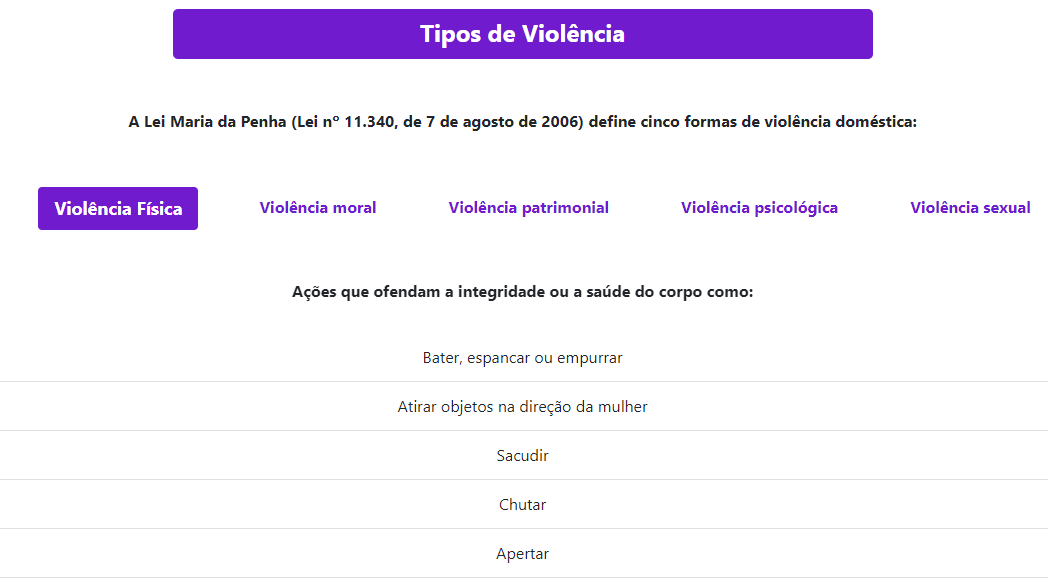 Tipos de Violência
A Lei Maria da Penha (Lei nº 11.340, de 7 de agosto de 2006) define cinco formas de violência doméstica:
Violência Física Violência moral Violência patrimonial Violência psicológica Violência sexual
Ações que ofendam a integridade ou a saúde do corpo como:
Bater, espancar ou empurrar
Atirar objetos na direção da mulher
Sacudir
Chutar
Apertar